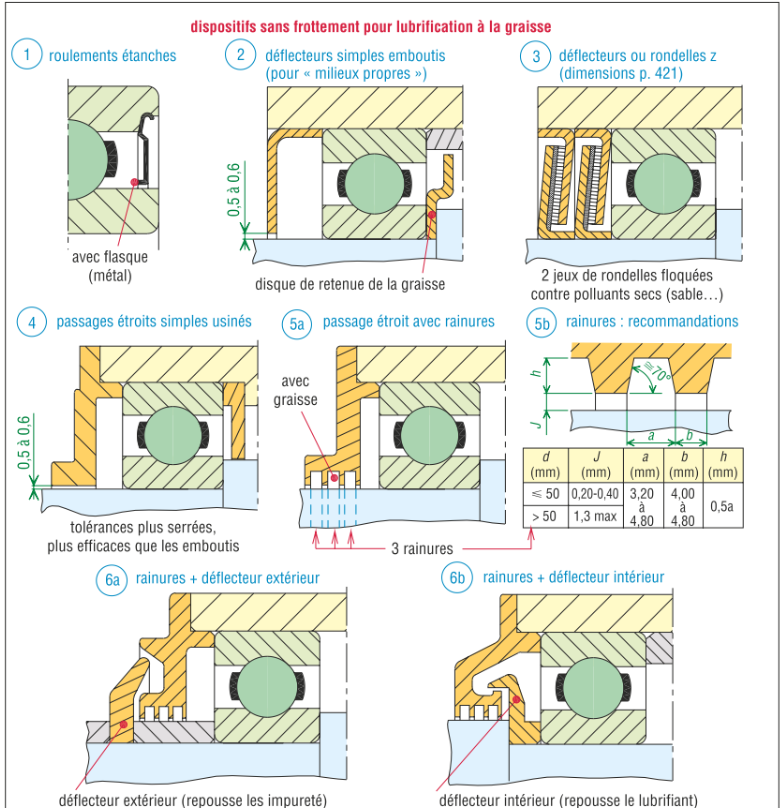 dispositifs sans frottement pour lubrification à la graisse
1 roulements étanches
avec flasque
(métal)
2 déflecteurs simples emboutis
(pour « milieux propres »)
0,5 à 0,6
disque de retenue de la graisse
3 déflecteurs ou rondelles z
(dimensions p. 421)
2 jeux de rondelles floquées
contre polluants secs (sable…)
4 passages étroits simples usinés
0,5 à 0,6
tolérances plus serrées,
plus efficaces que les emboutis
5a passage étroit avec rainures
avec
graisse
3 rainures
5b rainures : recommandations
h
≅70°
J
a
b
d J a b h
(mm) (mm) (mm) (mm) (mm)
⩽ 50 0,20-0,40 3,20 à 4,80 4,00 à 4,80 0,5a
> 50 1,3 max
6a rainures + déflecteur extérieur
déflecteur extérieur (repousse les impureté)
6b rainures + déflecteur intérieur
déflecteur intérieur (repousse le lubrifiant)